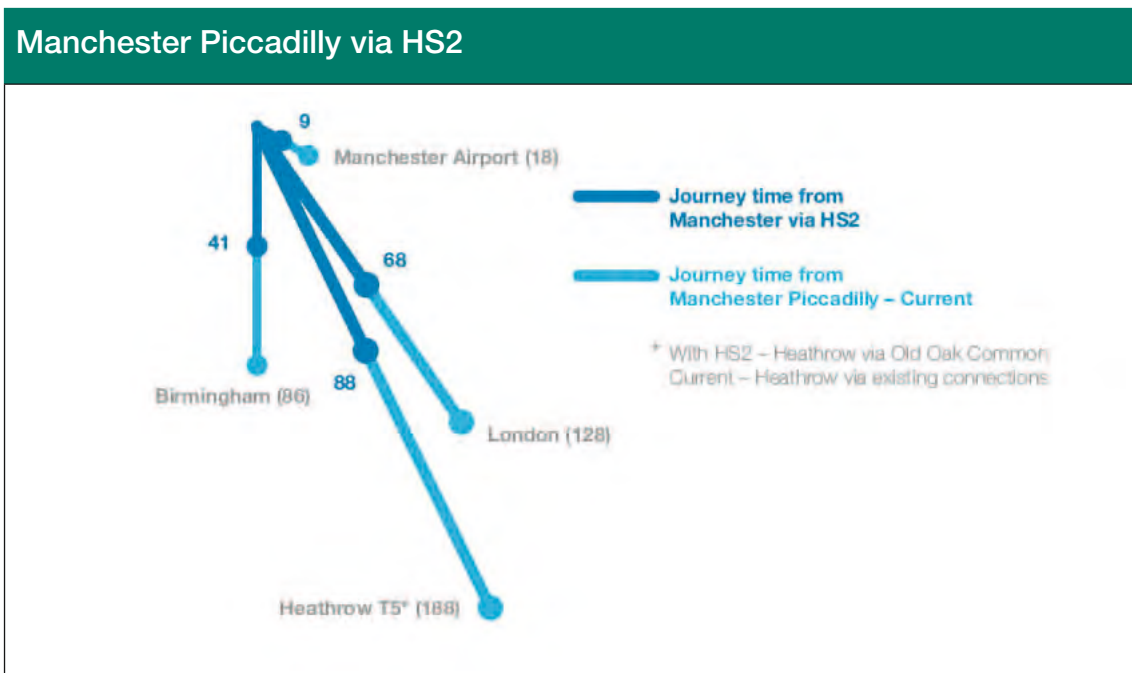 Manchester Piccadilly via HS2
9
Manchester Airport (18)
Journey time from
Manchester via HS2
41
68
Journey time from
Manchester Piccadilly – Current
* With HS2 – Heathrow via Old Oak Common
Current – Heathrow via existing connections
88
Birmingham (86)
London (128)
Heathrow T5* (188)